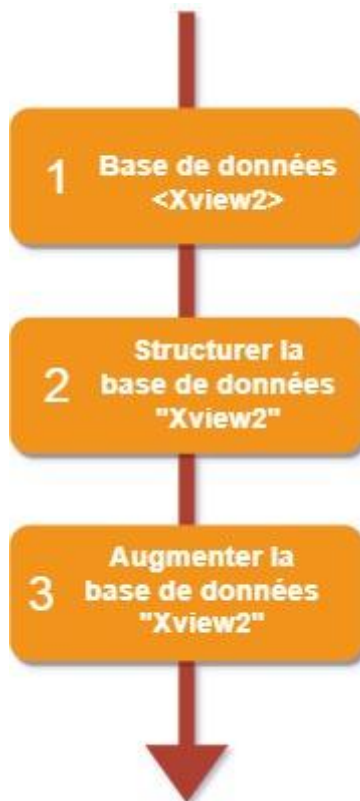 1 Base de données
<Xview2>
2 Structurer la
base de données
"Xview2"
3 Augmenter la
base de données
"Xview2"